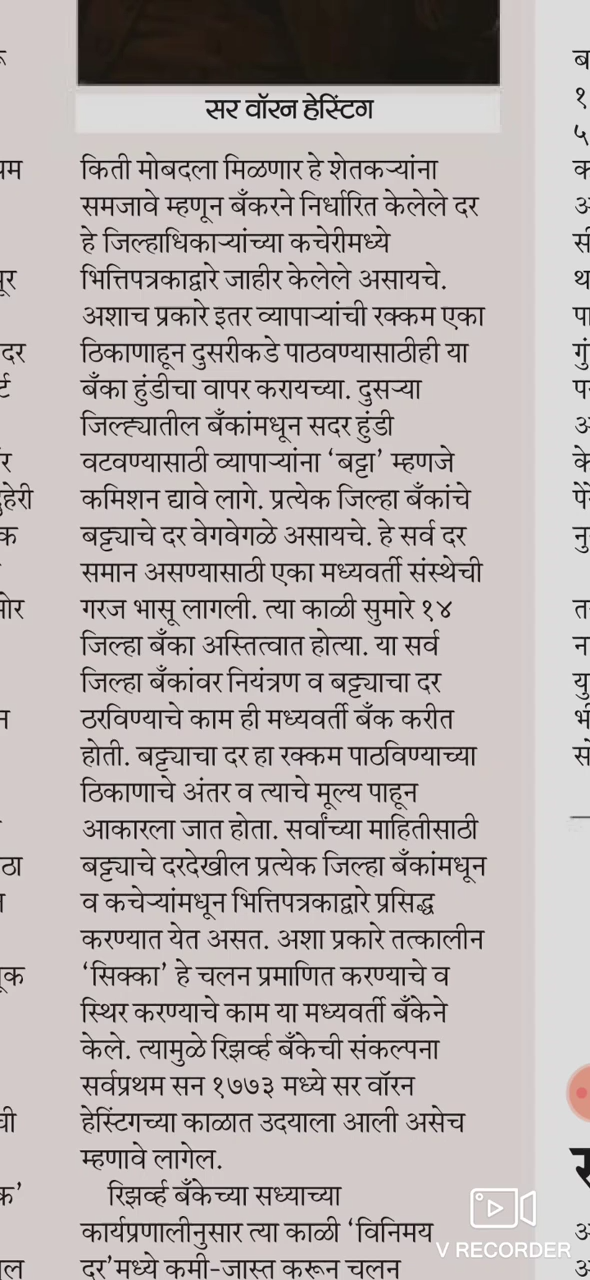 सर वॉरन हेस्टिंग
किती मोबदला मिळणार हे शेतकऱ्यांना
समजावे म्हणून बँकरने निर्धारित केलेले दर
हे जिल्हाधिकाऱ्यांच्या कचेरीमध्ये
भित्तिपत्रकाद्वारे जाहीर केलेले असायचे.
अशाच प्रकारे इतर व्यापाऱ्यांची रक्कम एका
ठिकाणाहून दुसरीकडे पाठवण्यासाठीही या
बँका हुंडीचा वापर करायच्या. दुसऱ्या
जिल्ह्यातील बँकांमधून सदर हुंडी
वटवण्यासाठी व्यापाऱ्यांना ‘बट्टा’ म्हणजे
कमिशन द्यावे लागे. प्रत्येक जिल्हा बँकांचे
बट्ट्याचे दर वेगवेगळे असायचे. हे सर्व दर
समान असण्यासाठी एका मध्यवर्ती संस्थेची
गरज भासू लागली. त्या काळी सुमारे १४
जिल्हा बँका अस्तित्वात होत्या. या सर्व
जिल्हा बँकांवर नियंत्रण व बट्ट्याचा दर
ठरविण्याचे काम ही मध्यवर्ती बँक करीत
होती. बट्ट्याचा दर हा रक्कम पाठविण्याच्या
ठिकाणाचे अंतर व त्याचे मूल्य पाहून
आकारला जात होता. सर्वांच्या माहितीसाठी
बट्ट्याचे दरदेखील प्रत्येक जिल्हा बँकांमधून
व कचेऱ्यांमधून भित्तिपत्रकाद्वारे प्रसिद्ध
करण्यात येत असत. अशा प्रकारे तत्कालीन
‘सिक्का’ हे चलन प्रमाणित करण्याचे व
स्थिर करण्याचे काम या मध्यवर्ती बँकेने
केले. त्यामुळे रिझर्व्ह बँकेची संकल्पना
सर्वप्रथम सन १७७३ मध्ये सर वॉरन
हेस्टिंगच्या काळात उदयाला आली असेच
म्हणावे लागेल.
रिझर्व्ह बँकेच्या सध्याच्या
कार्यप्रणालीनुसार त्या काळी ‘विनिमय
दर’मध्ये कमी-जास्त करून चलन
V RECORDER